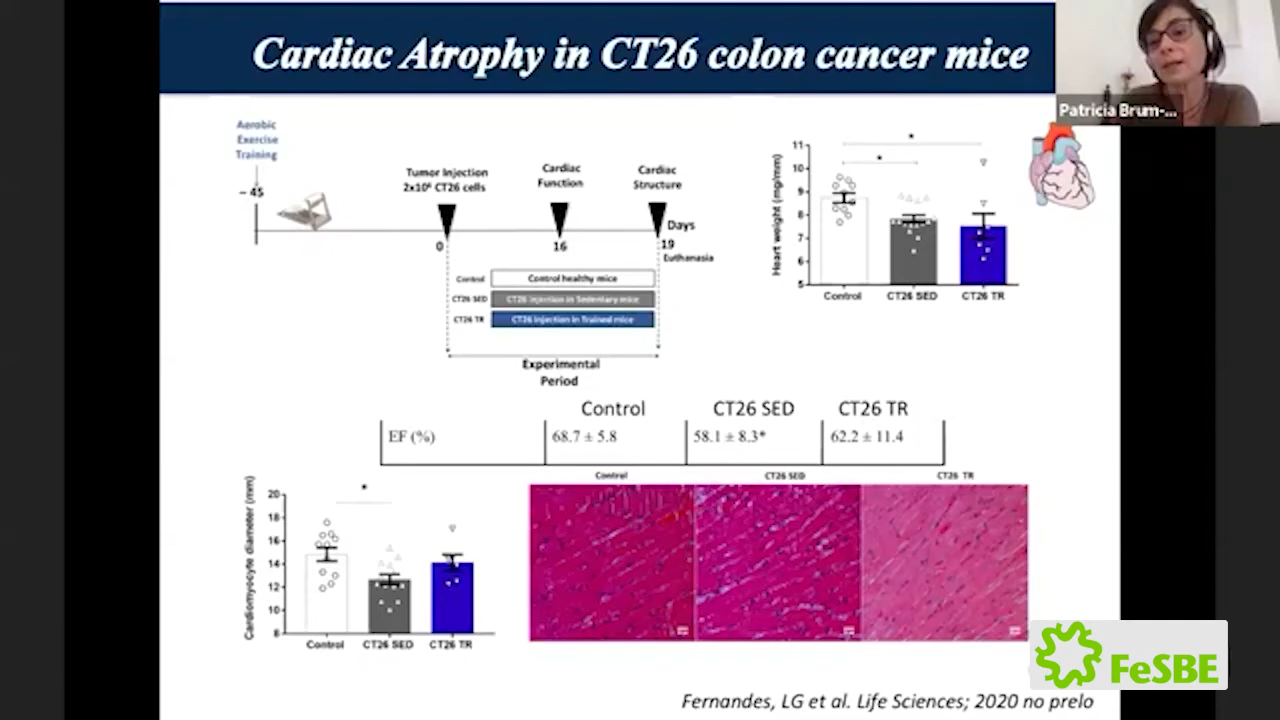 Cardiac Atrophy in CT26 colon cancer mice
Patricia Brum-...
Aerobic
Exercise
Training
– 45
Tumor Injection
2x10⁶ CT26 cells
Cardiac
Function
Cardiac
Structure
Days
0
16
19
Euthanasia
Control
Control healthy mice
CT26 SED
CT26 Injection in Sedentary mice
CT26 TR
CT26 Injection in Trained mice
Experimental
Period
Heart weight (mg/mm)
11
10
9
8
7
6
5
*
*
Control CT26 SED CT26 TR
Control CT26 SED CT26 TR
EF (%) 68.7 ± 5.8 58.1 ± 8.3* 62.2 ± 11.4
Cardiomyocyte diameter (mm)
20
18
16
14
12
10
8
*
Control CT26 SED CT26 TR
Control CT26 SED CT26 TR
FeSBE
Fernandes, LG et al. Life Sciences; 2020 no prelo